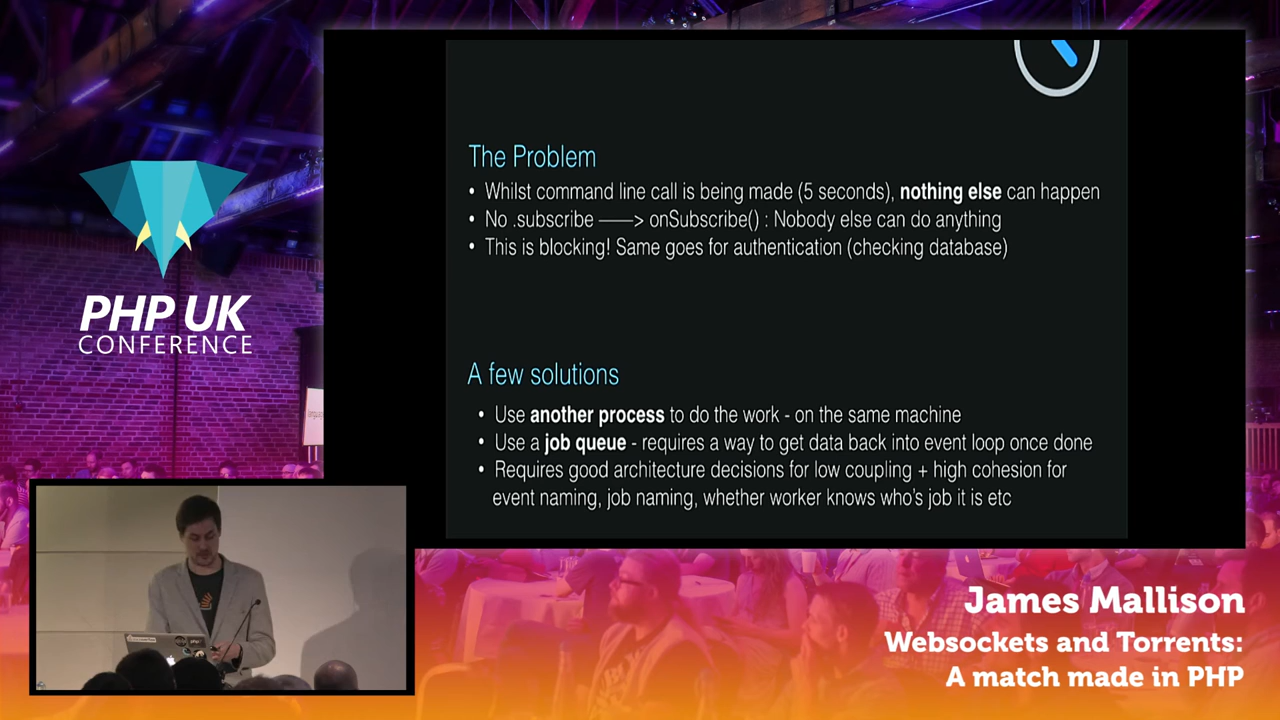 The Problem
• Whilst command line call is being made (5 seconds), nothing else can happen
• No .subscribe ——> onSubscribe() : Nobody else can do anything
• This is blocking! Same goes for authentication (checking database)
A few solutions
• Use another process to do the work - on the same machine
• Use a job queue - requires a way to get data back into event loop once done
• Requires good architecture decisions for low coupling + high cohesion for
event naming, job naming, whether worker knows who's job it is etc
PHP UK
CONFERENCE
James Mallison
Websockets and Torrents:
A match made in PHP